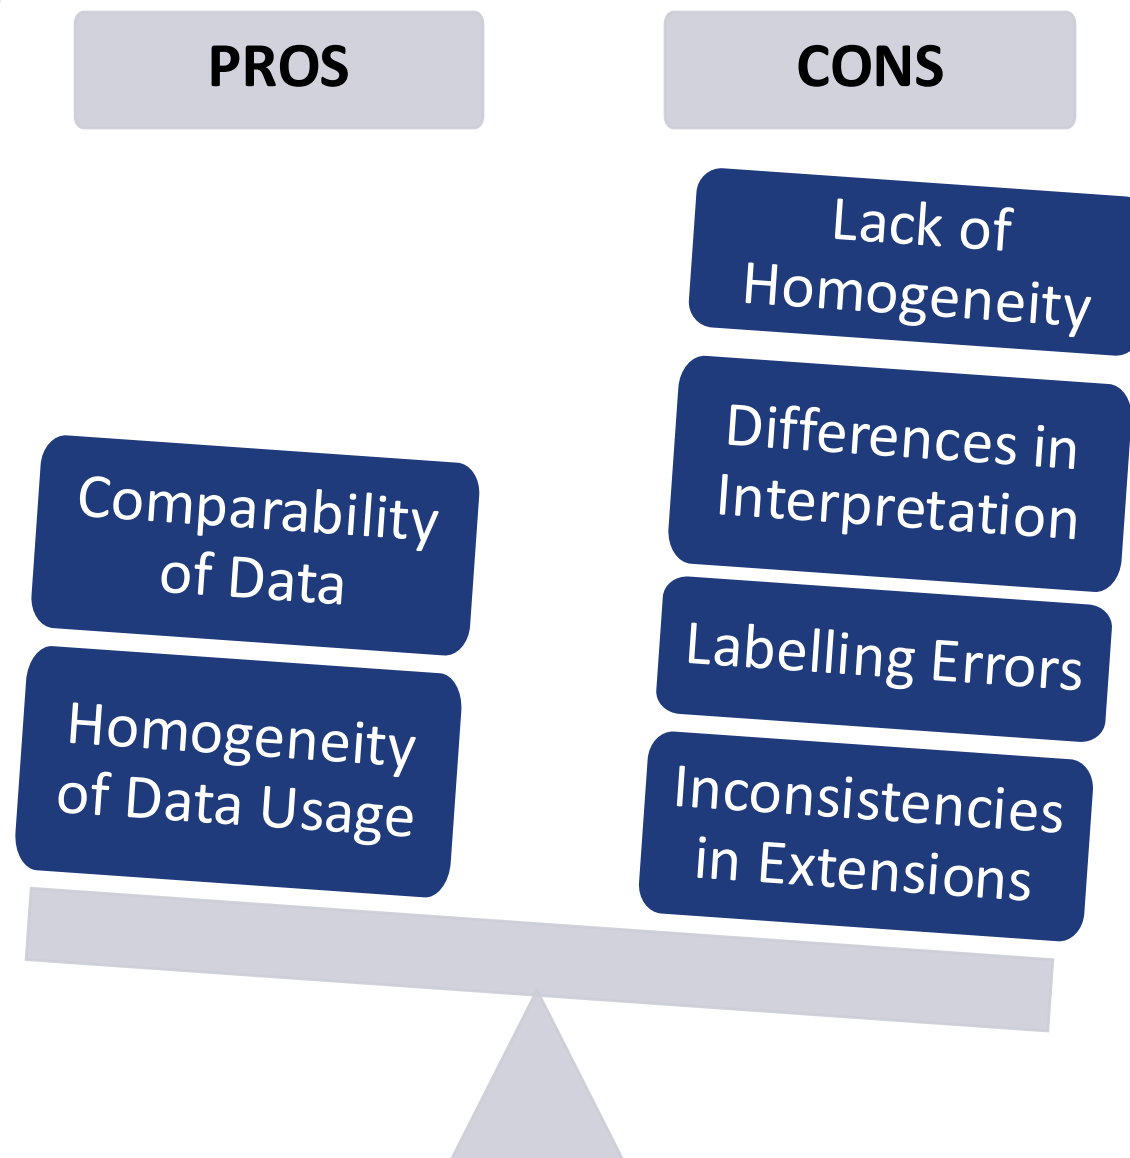 PROS
CONS
Comparability
of Data
Homogeneity
of Data Usage
Lack of
Homogeneity
Differences in
Interpretation
Labelling Errors
Inconsistencies
in Extensions